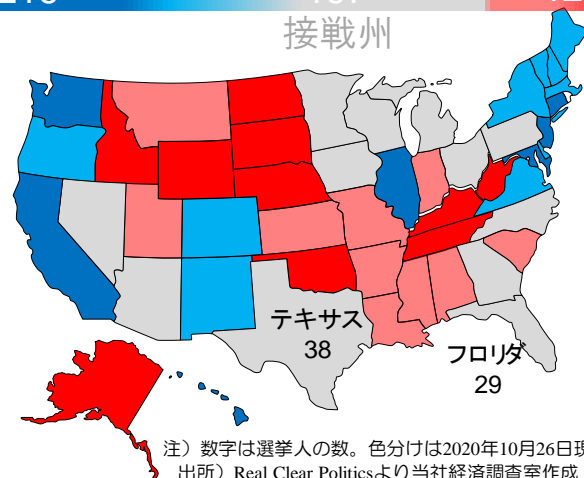 接戦州
テキサス
38
フロリダ
29
注）数字は選挙人の数。色分けは2020年10月26日現
出所）Real Clear Politicsより当社経済調査室作成